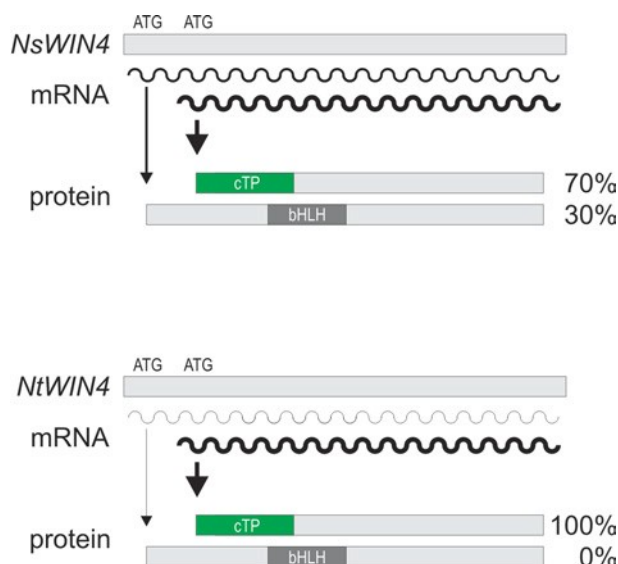 ATG ATG
NsWIN4
mRNA
cTP 70%
protein
bHLH 30%
ATG ATG
NtWIN4
mRNA
cTP 100%
protein
bHLH 0%